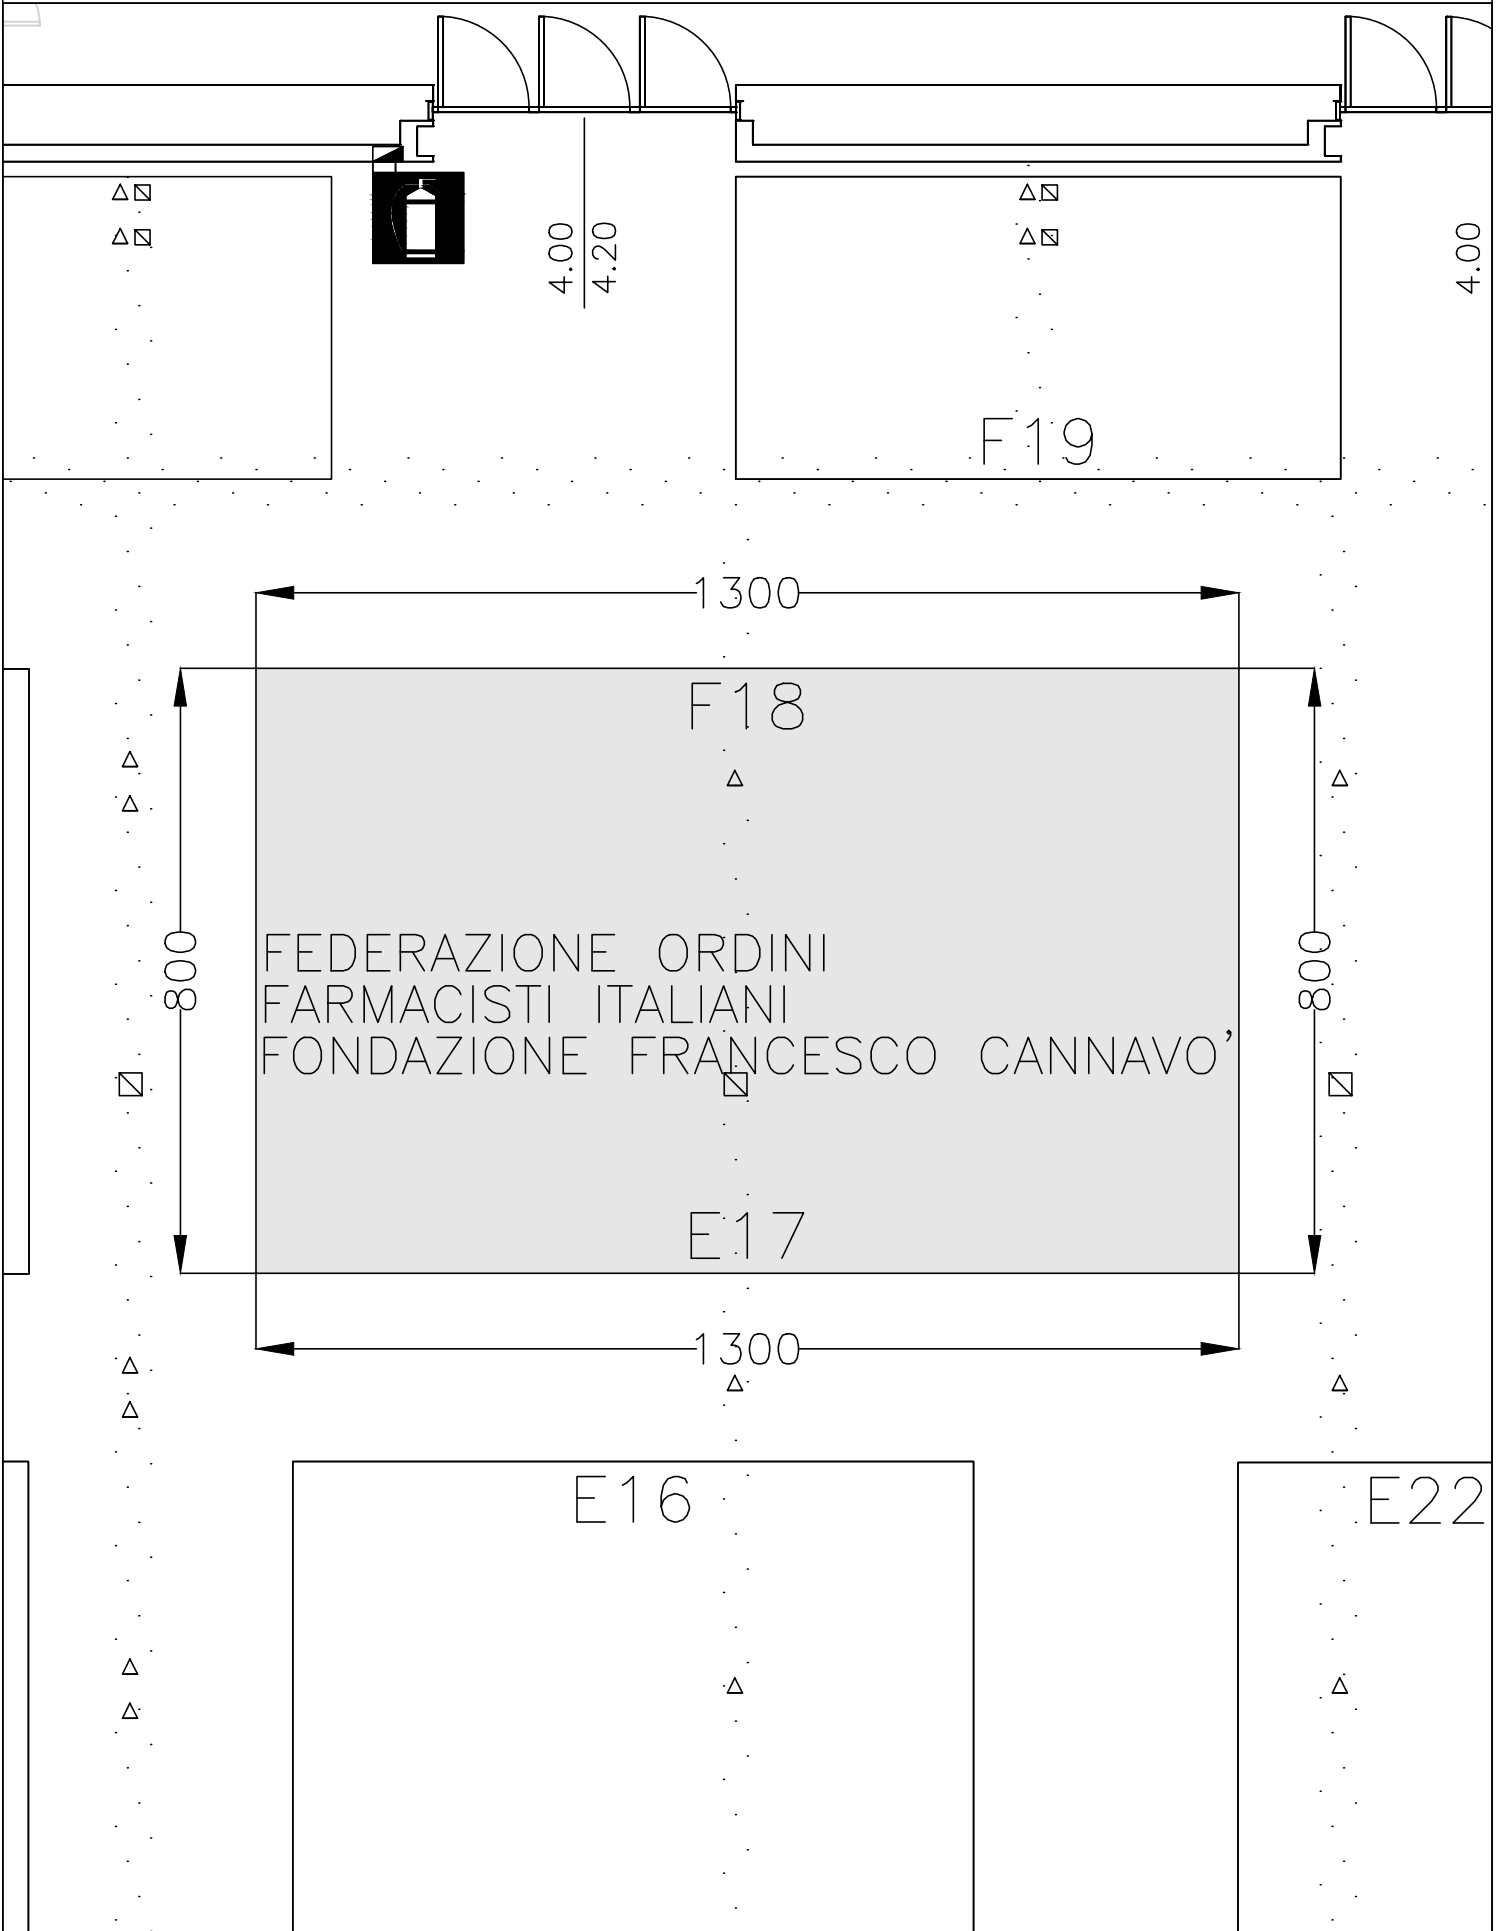 4.00
4.20
4.00
F19
1300
F18
800
800
FEDERAZIONE ORDINI
FARMACISTI ITALIANI
FONDAZIONE FRANCESCO CANNAVO'
E17
1300
E16
E22